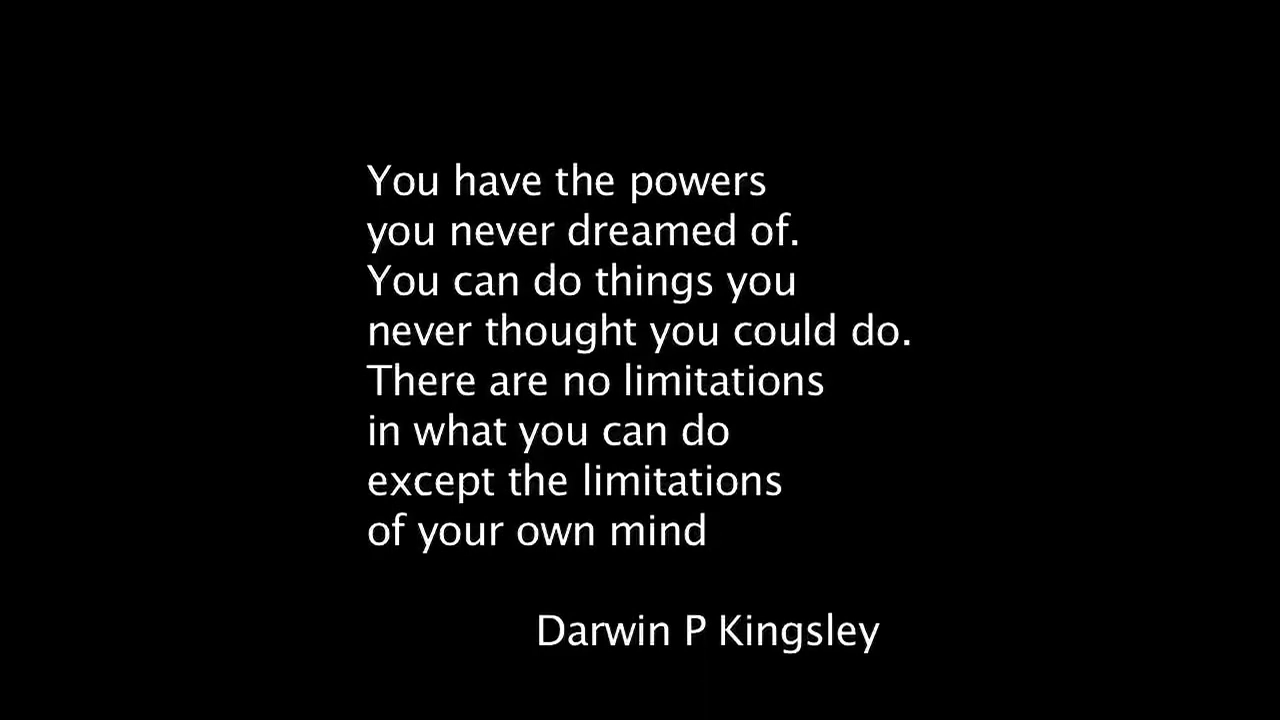 You have the powers
you never dreamed of.
You can do things you
never thought you could do.
There are no limitations
in what you can do
except the limitations
of your own mind
Darwin P Kingsley